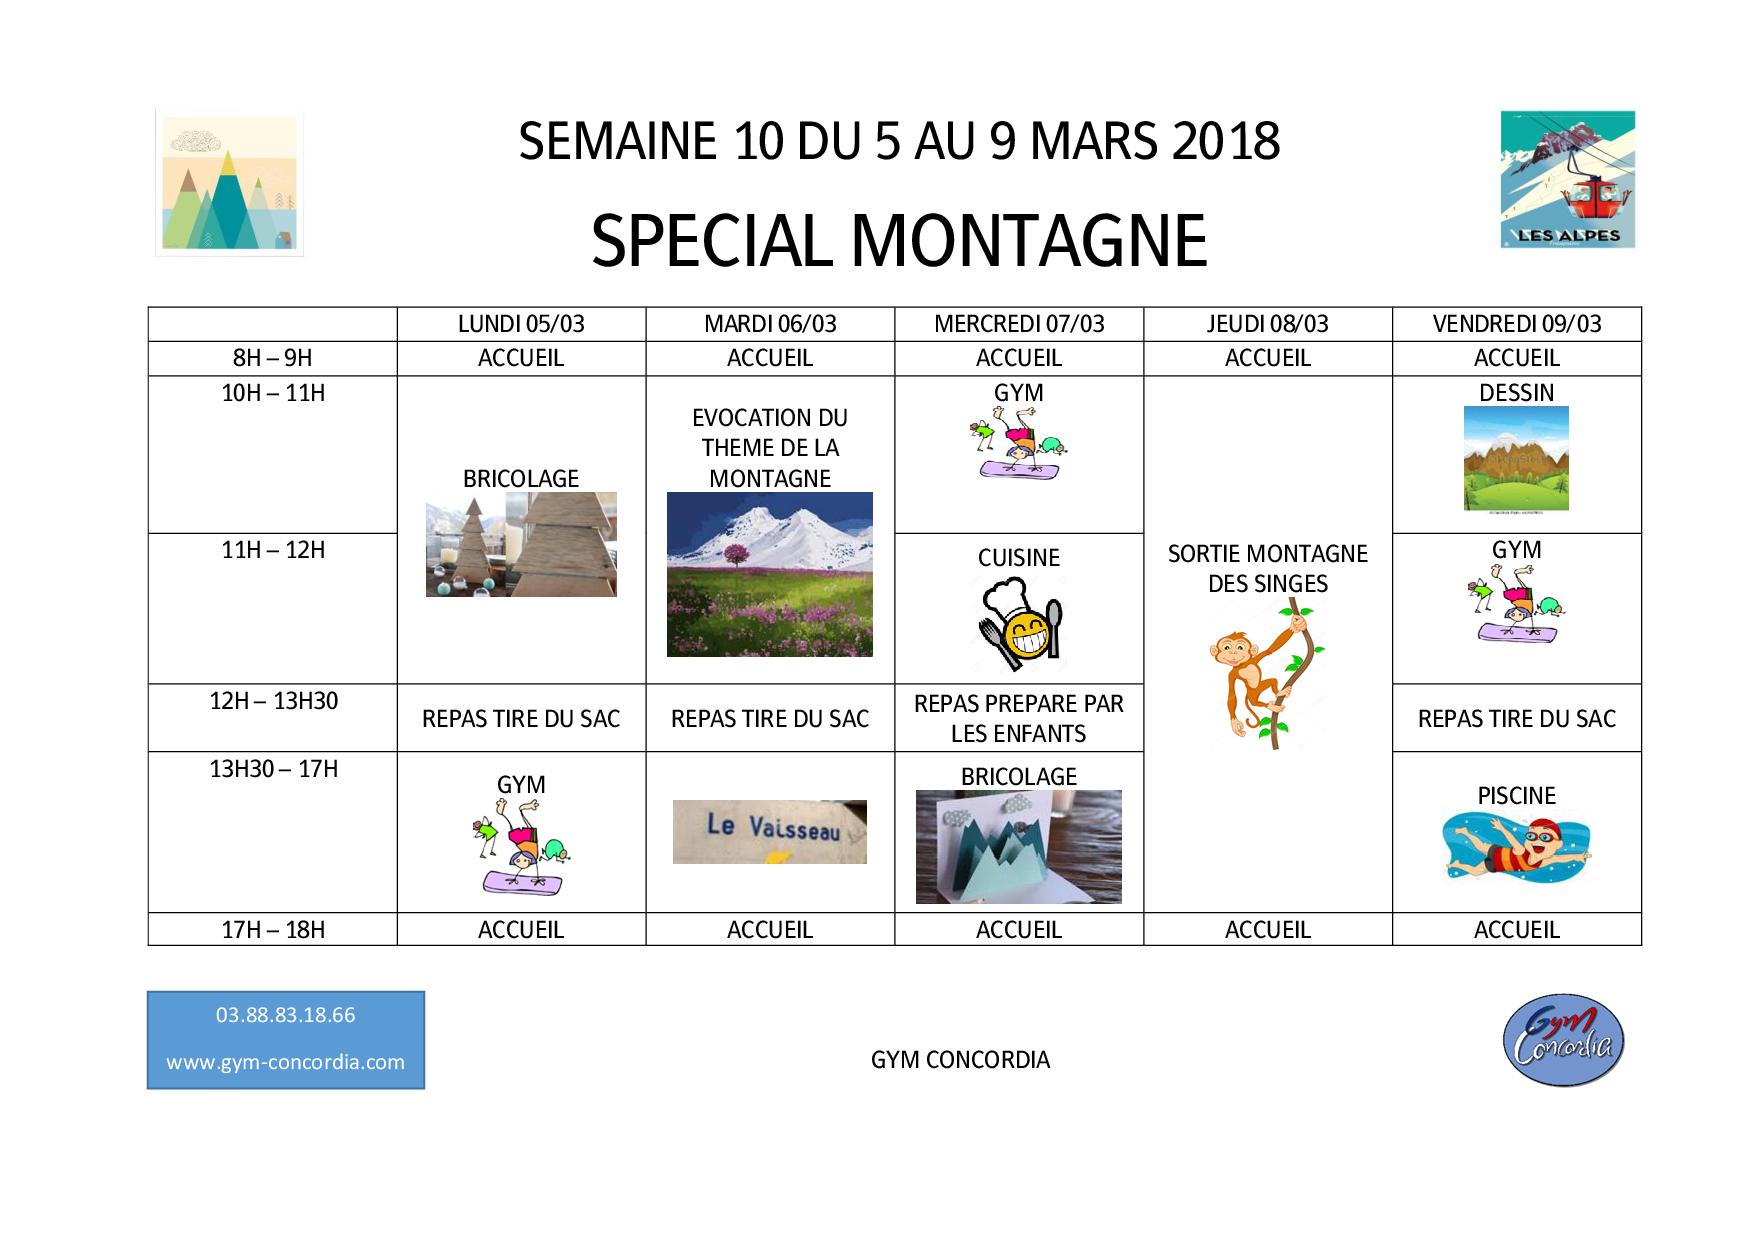 SEMAINE 10 DU 5 AU 9 MARS 2018
SPECIAL MONTAGNE
LES ALPES
LUNDI 05/03 MARDI 06/03 MERCREDI 07/03 JEUDI 08/03 VENDREDI 09/03
8H – 9H ACCUEIL ACCUEIL ACCUEIL ACCUEIL ACCUEIL
10H – 11H
BRICOLAGE
EVOCATION DU
THEME DE LA
MONTAGNE
GYM
SORTIE MONTAGNE
DES SINGES
DESSIN
11H – 12H
CUISINE
GYM
12H – 13H30
REPAS TIRE DU SAC
REPAS TIRE DU SAC
REPAS PREPARE PAR
LES ENFANTS
REPAS TIRE DU SAC
13H30 – 17H
GYM
Le Vaisseau
BRICOLAGE
PISCINE
17H – 18H ACCUEIL ACCUEIL ACCUEIL ACCUEIL ACCUEIL
03.88.83.18.66
www.gym-concordia.com
GYM CONCORDIA
Gym
Concordia